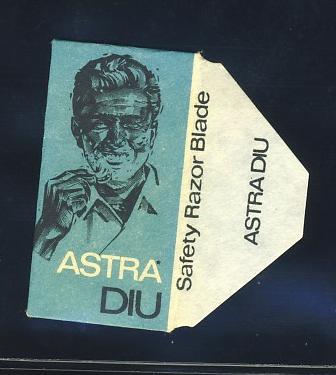 ASTRA
DIU
Safety Razor Blade
ASTRA DIU